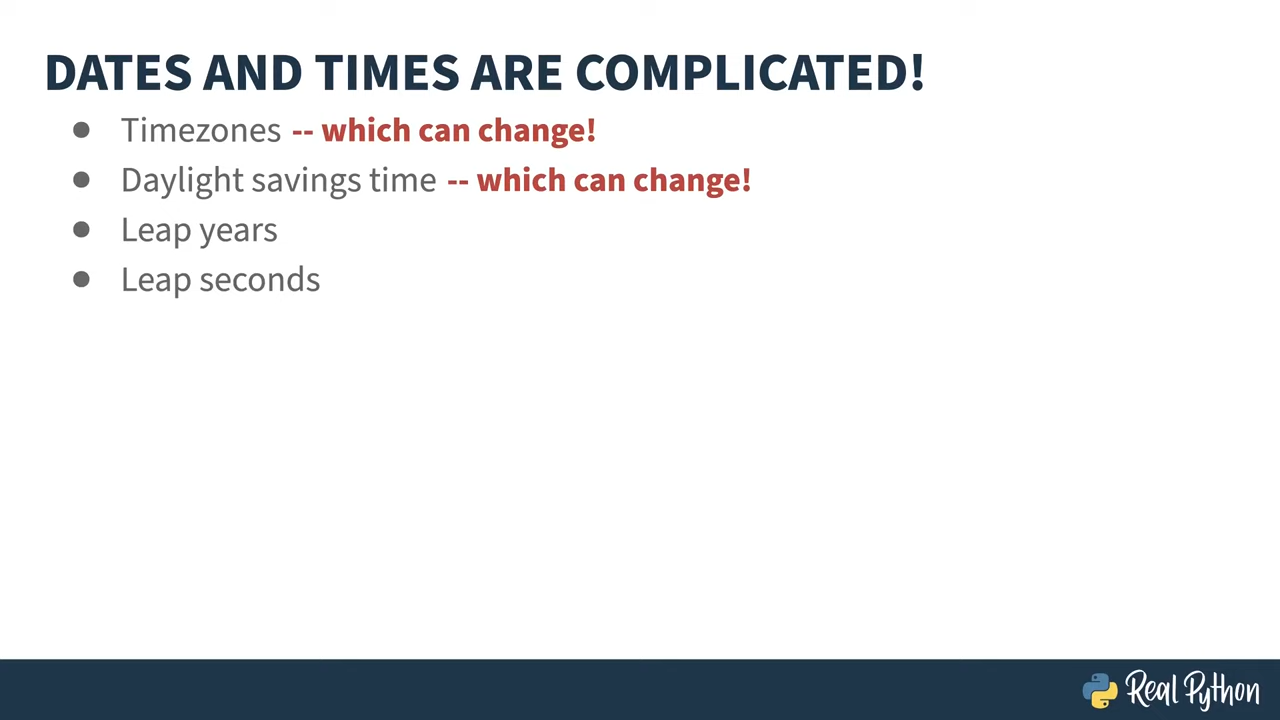 DATES AND TIMES ARE COMPLICATED!
● Timezones -- which can change!
● Daylight savings time -- which can change!
● Leap years
● Leap seconds
Real Python